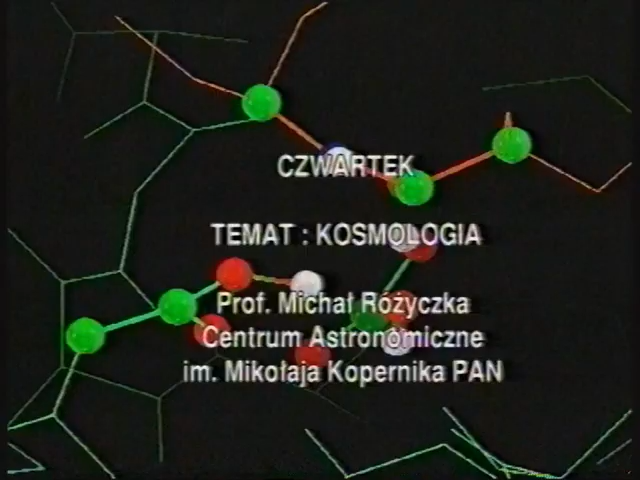 CZWARTEK
TEMAT : KOSMOLOGIA
Prof. Michał Różyczka
Centrum Astronomiczne
im. Mikołaja Kopernika PAN